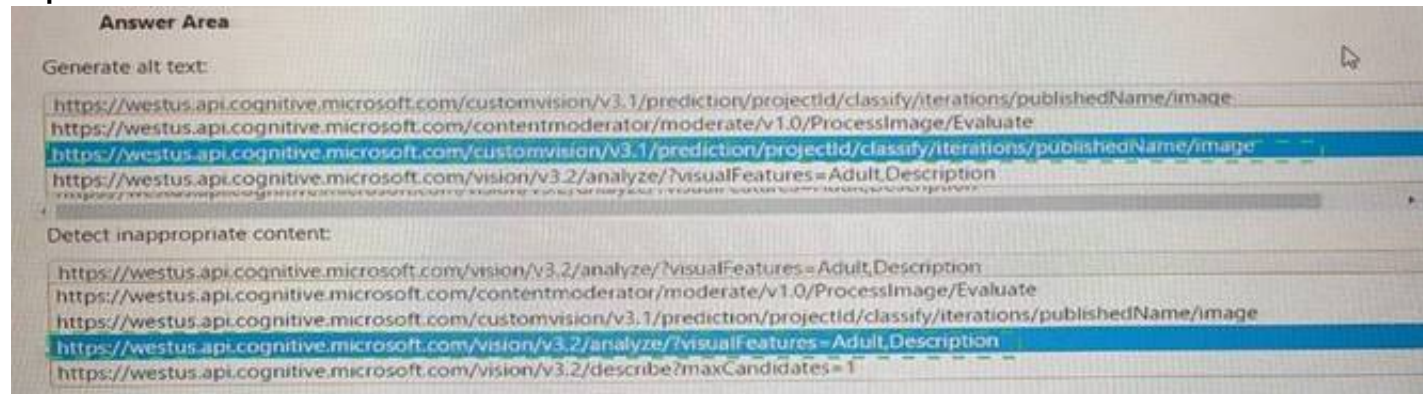 Answer Area
Generate alt text:
https://westus.api.cognitive.microsoft.com/customvision/v3.1/prediction/projectId/classify/iterations/publishedName/image
https://westus.api.cognitive.microsoft.com/contentmoderator/moderate/v1.0/ProcessImage/Evaluate
https://westus.api.cognitive.microsoft.com/customvision/v3.1/prediction/projectId/classify/iterations/publishedName/image
https://westus.api.cognitive.microsoft.com/vision/v3.2/analyze/?visualFeatures=Adult,Description
Detect inappropriate content:
https://westus.api.cognitive.microsoft.com/vision/v3.2/analyze/?visualFeatures=Adult,Description
https://westus.api.cognitive.microsoft.com/contentmoderator/moderate/v1.0/ProcessImage/Evaluate
https://westus.api.cognitive.microsoft.com/customvision/v3.1/prediction/projectId/classify/iterations/publishedName/image
https://westus.api.cognitive.microsoft.com/vision/v3.2/analyze/?visualFeatures=Adult,Description
https://westus.api.cognitive.microsoft.com/vision/v3.2/describe?maxCandidates=1